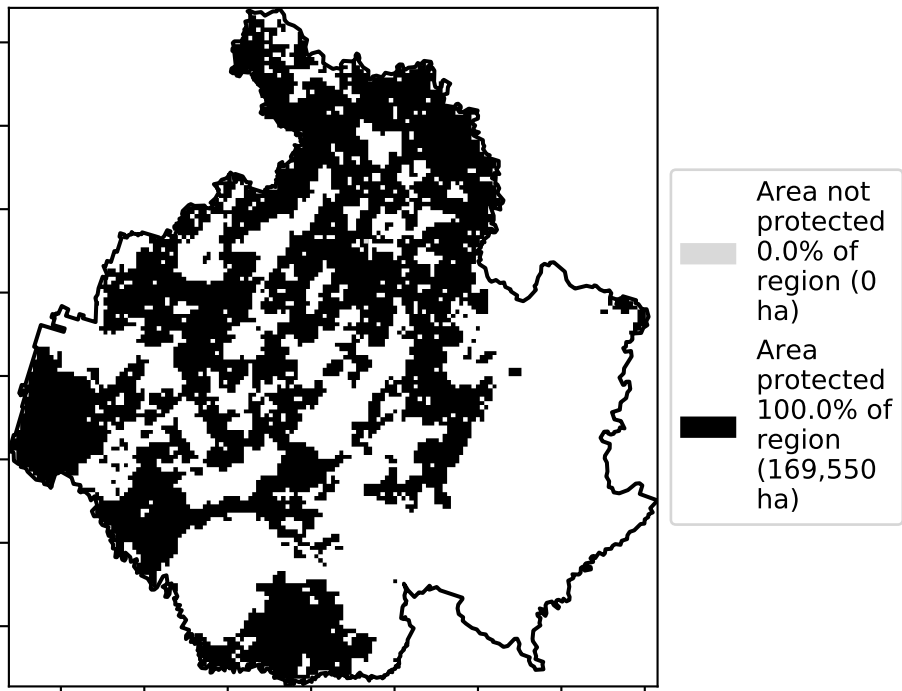 Area not
protected
0.0% of
region (0
ha)
Area
protected
100.0% of
region
(169,550
ha)